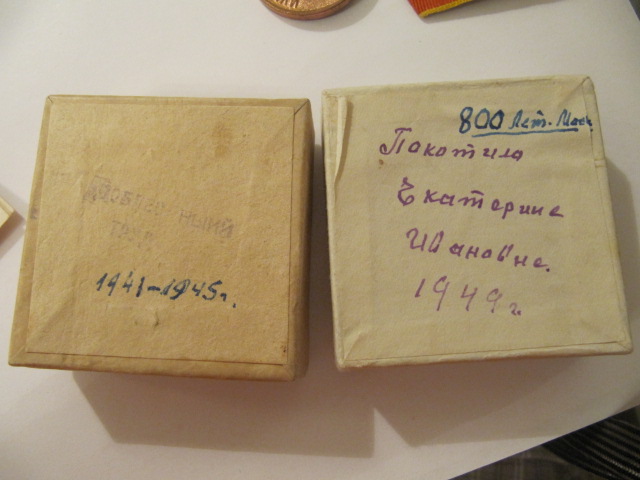 1941-1945г.
800 Лет. Моск.
Покотило
Екатерине
Ивановне.
1949г.